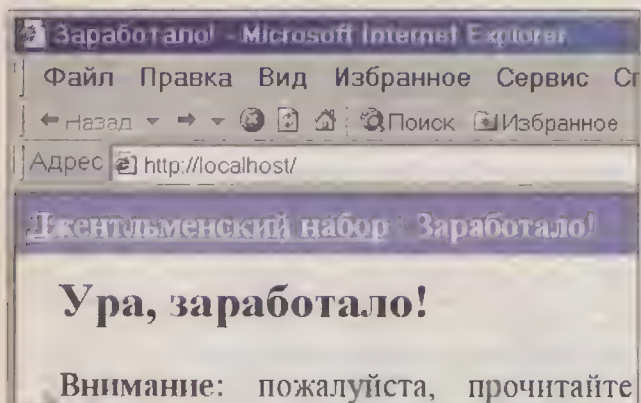 Заработало! - Microsoft Internet Explorer
Файл Правка Вид Избранное Сервис Сп
Назад Поиск Избранное
Адрес http://localhost/
Джентльменский набор : Заработало!
Ура, заработало!
Внимание: пожалуйста, прочитайте